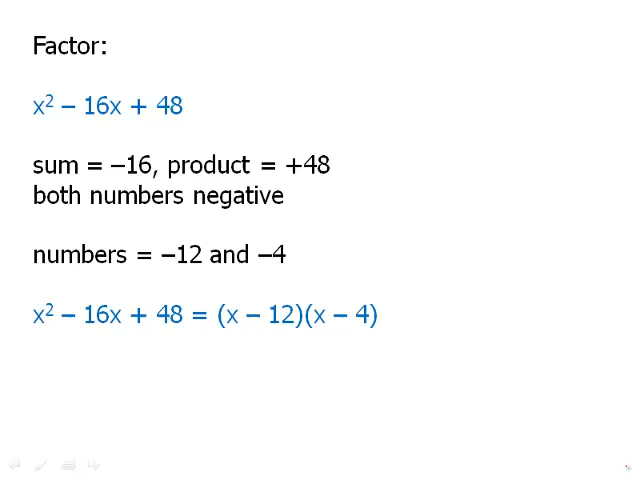 Factor:
x² – 16x + 48
sum = –16, product = +48
both numbers negative
numbers = –12 and –4
x² – 16x + 48 = (x – 12)(x – 4)